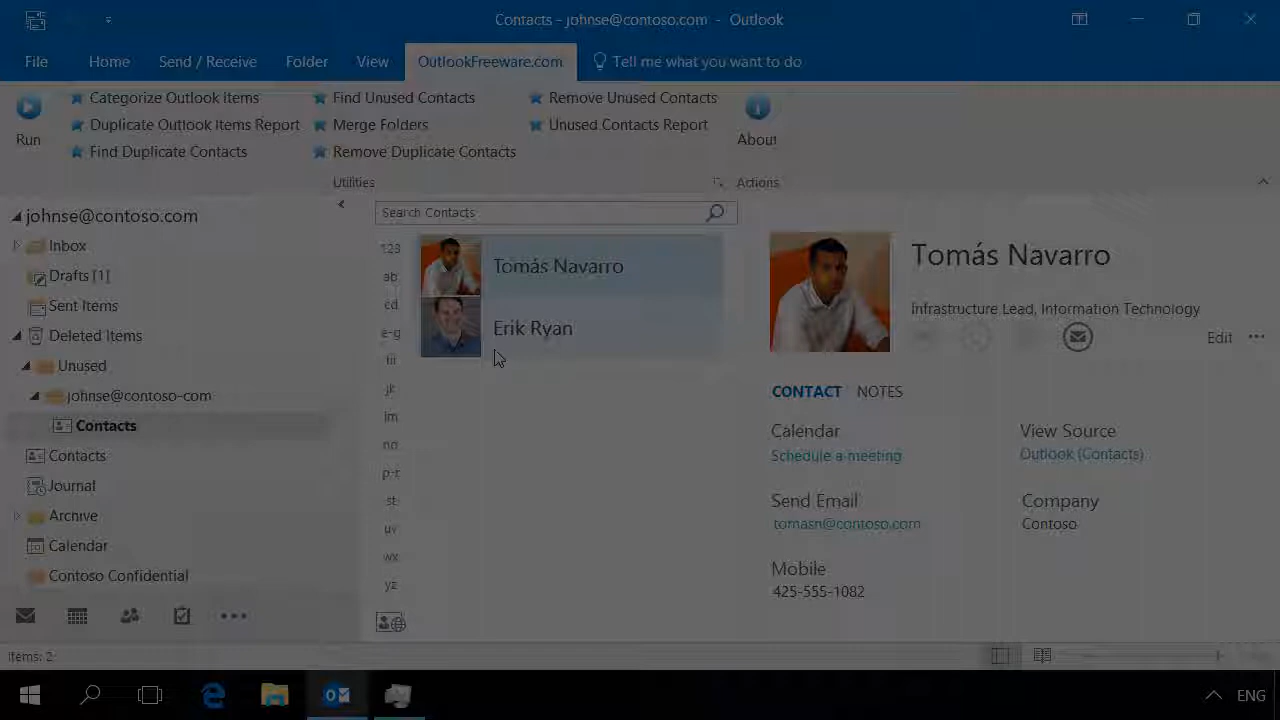 Contacts - johnse@contoso.com - Outlook
File Home Send / Receive Folder View OutlookFreeware.com Tell me what you want to do
Run
Categorize Outlook Items
Duplicate Outlook Items Report
Find Duplicate Contacts
Find Unused Contacts
Merge Folders
Remove Duplicate Contacts
Remove Unused Contacts
Unused Contacts Report
Utilities
About
Actions
johnse@contoso.com
Inbox
Drafts [1]
Sent Items
Deleted Items
Unused
johnse@contoso-com
Contacts
Contacts
Journal
Archive
Calendar
Contoso Confidential
Search Contacts
123
ab
cd
e-g
hi
jk
lm
no
p-r
st
uv
wx
yz
Tomás Navarro
Erik Ryan
Tomás Navarro
Infrastructure Lead, Information Technology
Edit
CONTACT NOTES
Calendar
Schedule a meeting
View Source
Outlook (Contacts)
Send Email
tomasn@contoso.com
Company
Contoso
Mobile
425-555-1082
Items: 2
ENG